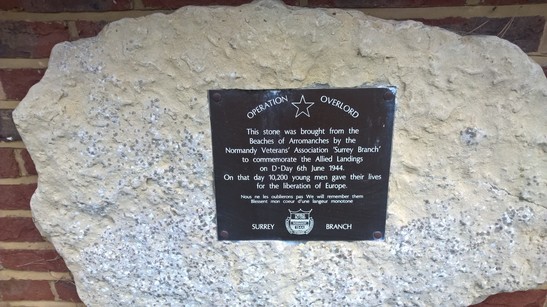 OPERATION OVERLORD
This stone was brought from the
Beaches of Arromanches by the
Normandy Veterans' Association 'Surrey Branch'
to commemorate the Allied Landings
on D-Day 6th June 1944.
On that day 10,200 young men gave their lives
for the liberation of Europe.
Nous ne les oublierons pas We will remember them
Blessent mon coeur d'une langeur monotone
SURREY BRANCH